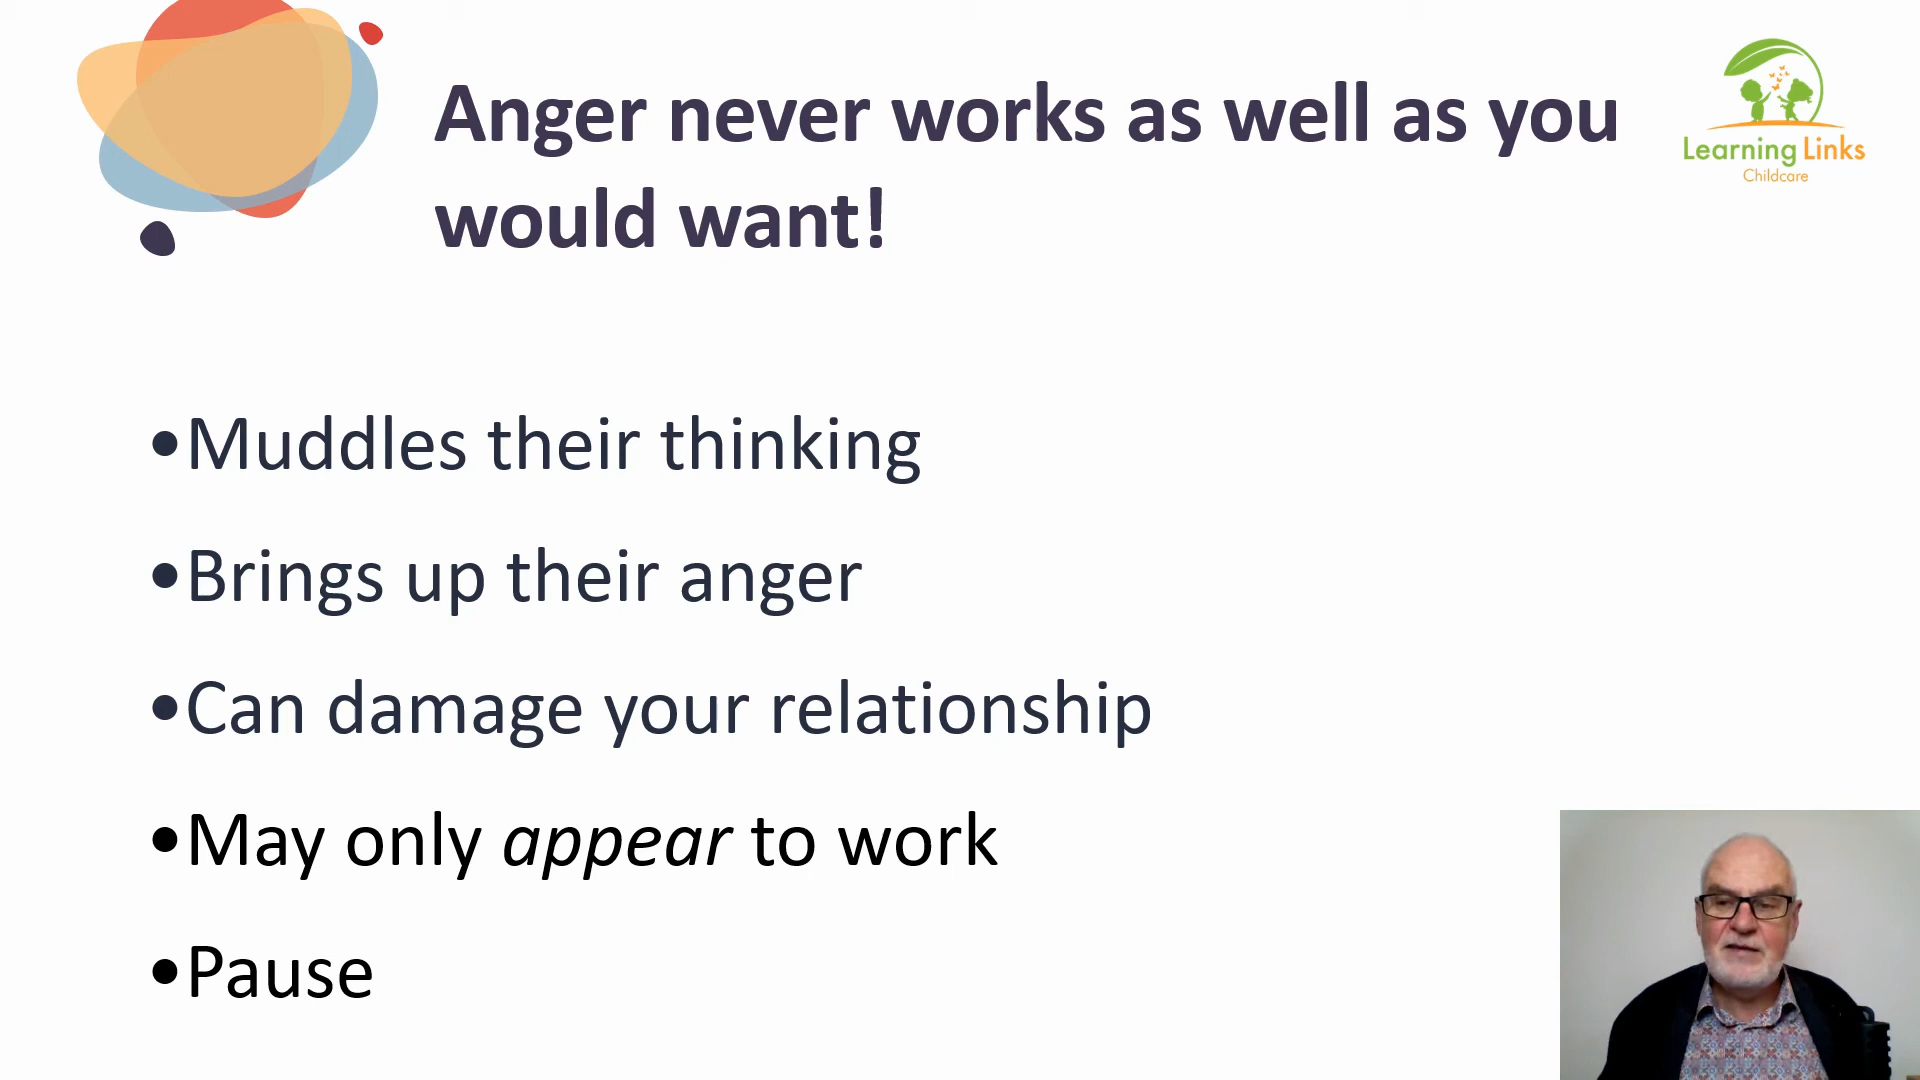 Anger never works as well as you
would want!
Learning Links
Childcare
•Muddles their thinking
•Brings up their anger
•Can damage your relationship
•May only appear to work
•Pause